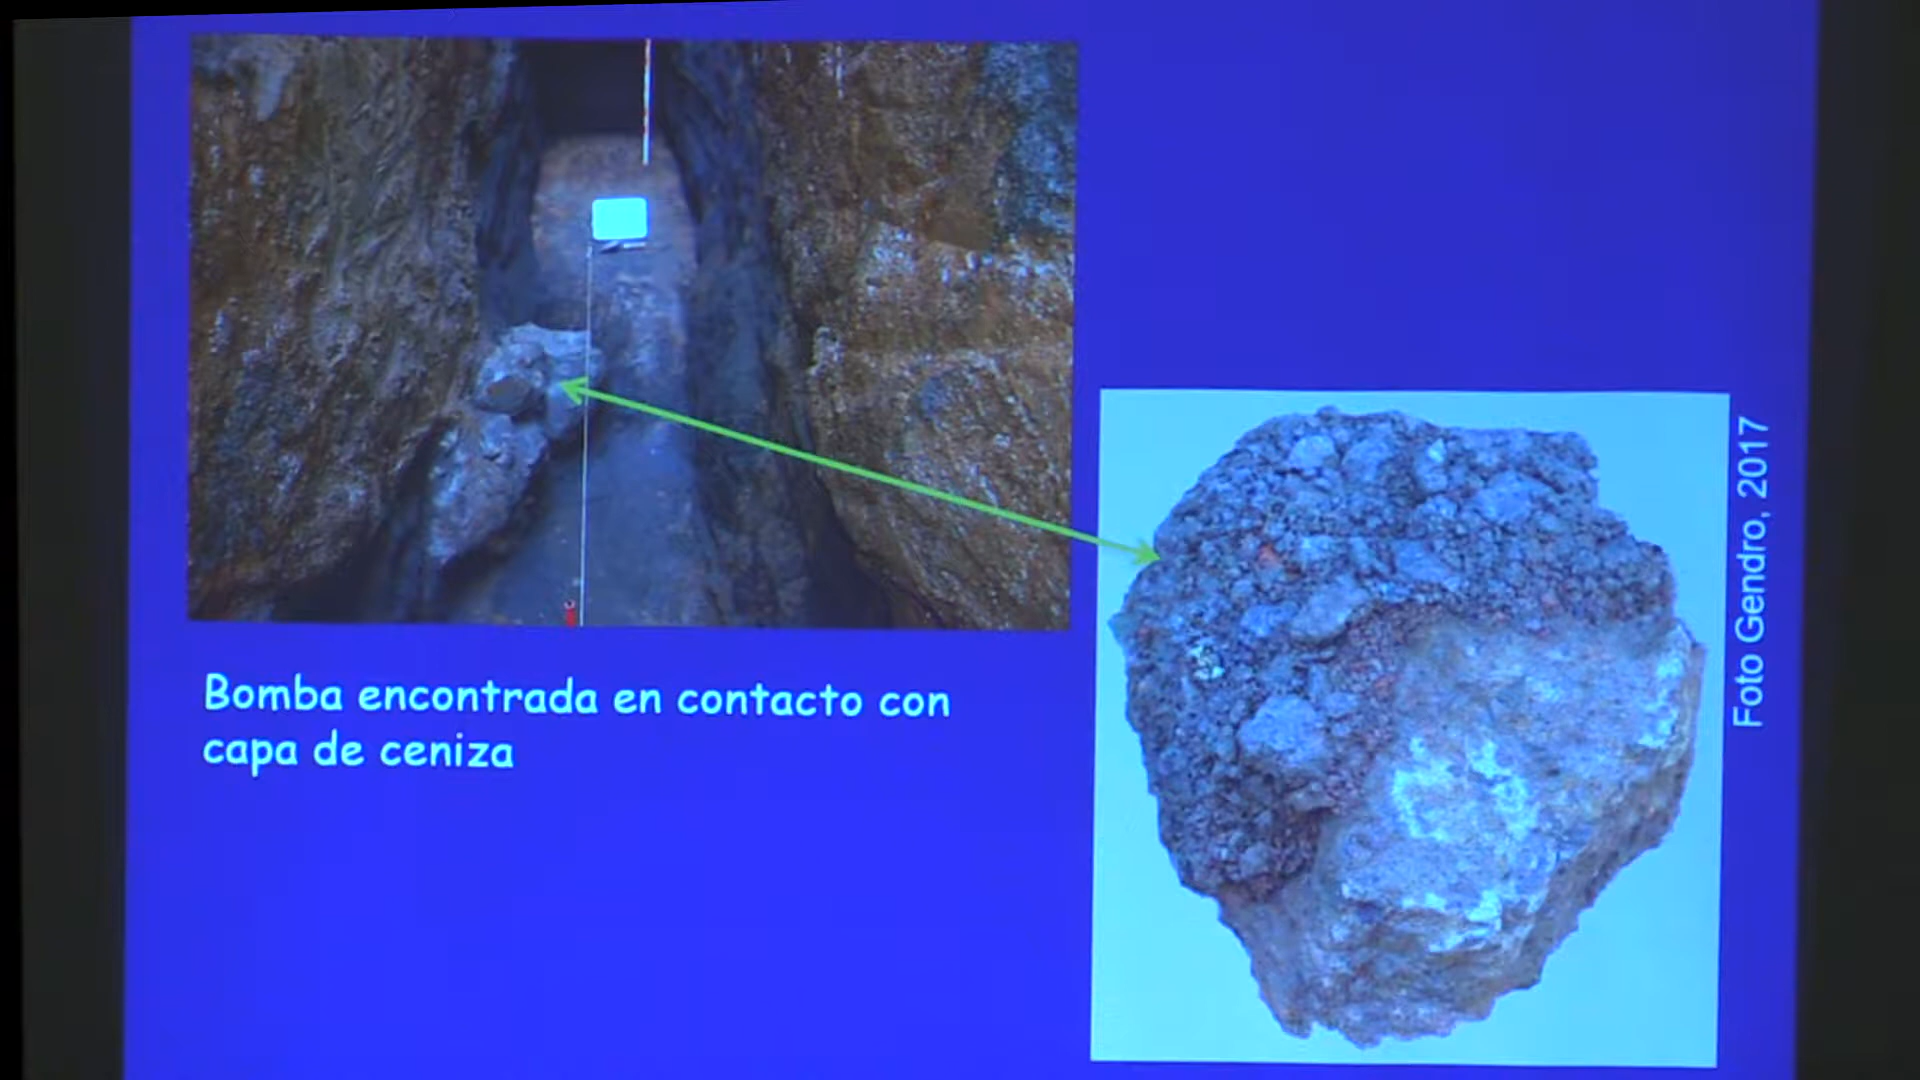 Bomba encontrada en contacto con
capa de ceniza
Foto Gendro, 2017